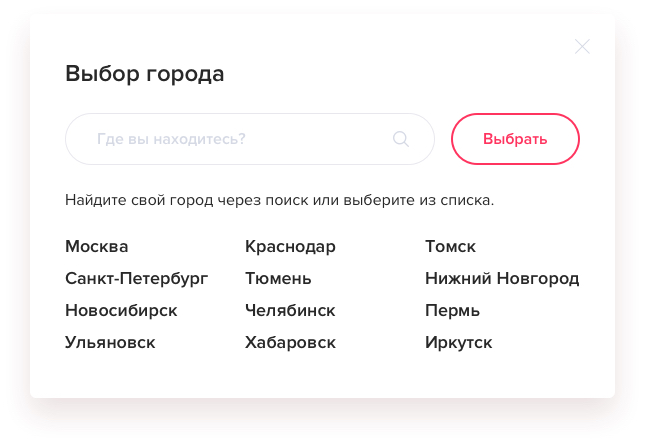 Выбор города
Где вы находитесь?
Выбрать
Найдите свой город через поиск или выберите из списка.
Москва Краснодар Томск
Санкт-Петербург Тюмень Нижний Новгород
Новосибирск Челябинск Пермь
Ульяновск Хабаровск Иркутск